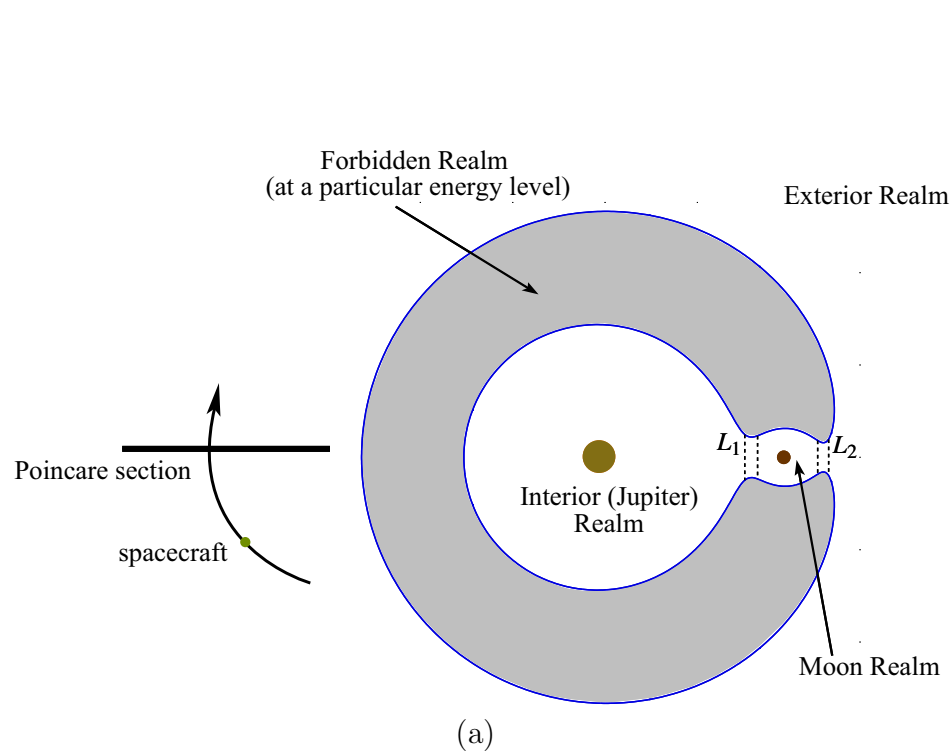 Forbidden Realm
(at a particular energy level)
Exterior Realm
L1
L2
Poincare section
Interior (Jupiter)
Realm
spacecraft
Moon Realm
(a)